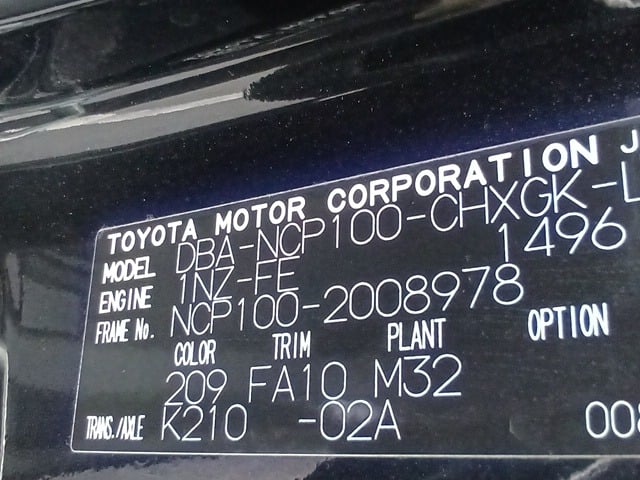 TOYOTA MOTOR CORPORATION J
MODEL DBA-NCP100-CHXGK-L
ENGINE 1NZ-FE 1496
FRAME No. NCP100-2008978
COLOR TRIM PLANT OPTION
209 FA10 M32
TRANS./AXLE K210 -02A 008